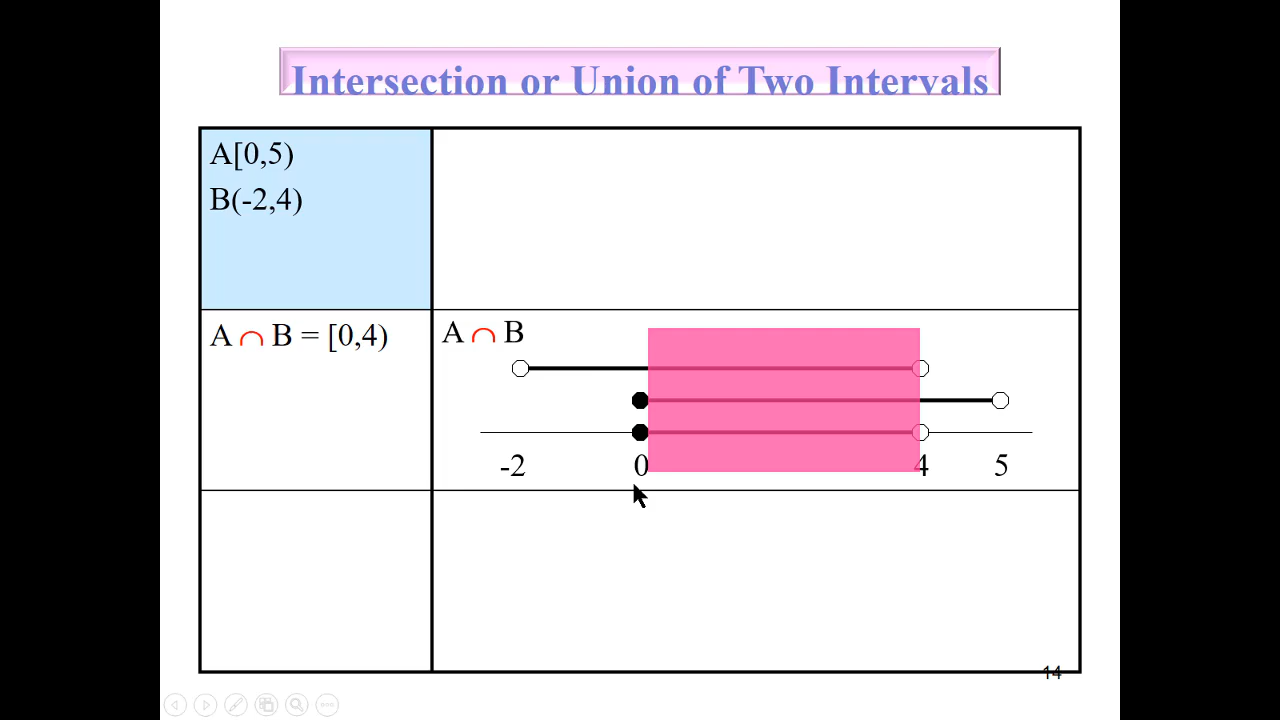 Intersection or Union of Two Intervals
A[0,5)
B(-2,4)
A ∩ B = [0,4)
A ∩ B
-2 0 4 5
14